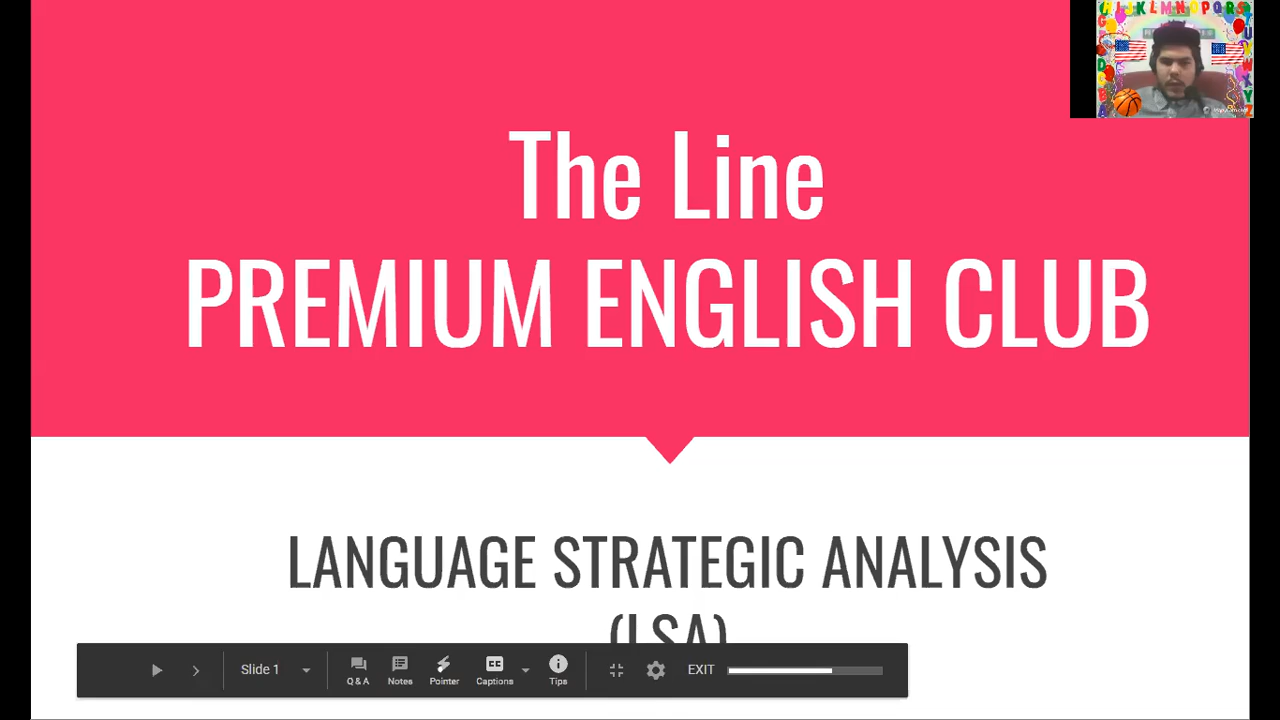 The Line
PREMIUM ENGLISH CLUB
LANGUAGE STRATEGIC ANALYSIS
(LSA)
Slide 1
Q & A
Notes
Pointer
Captions
Tips
EXIT